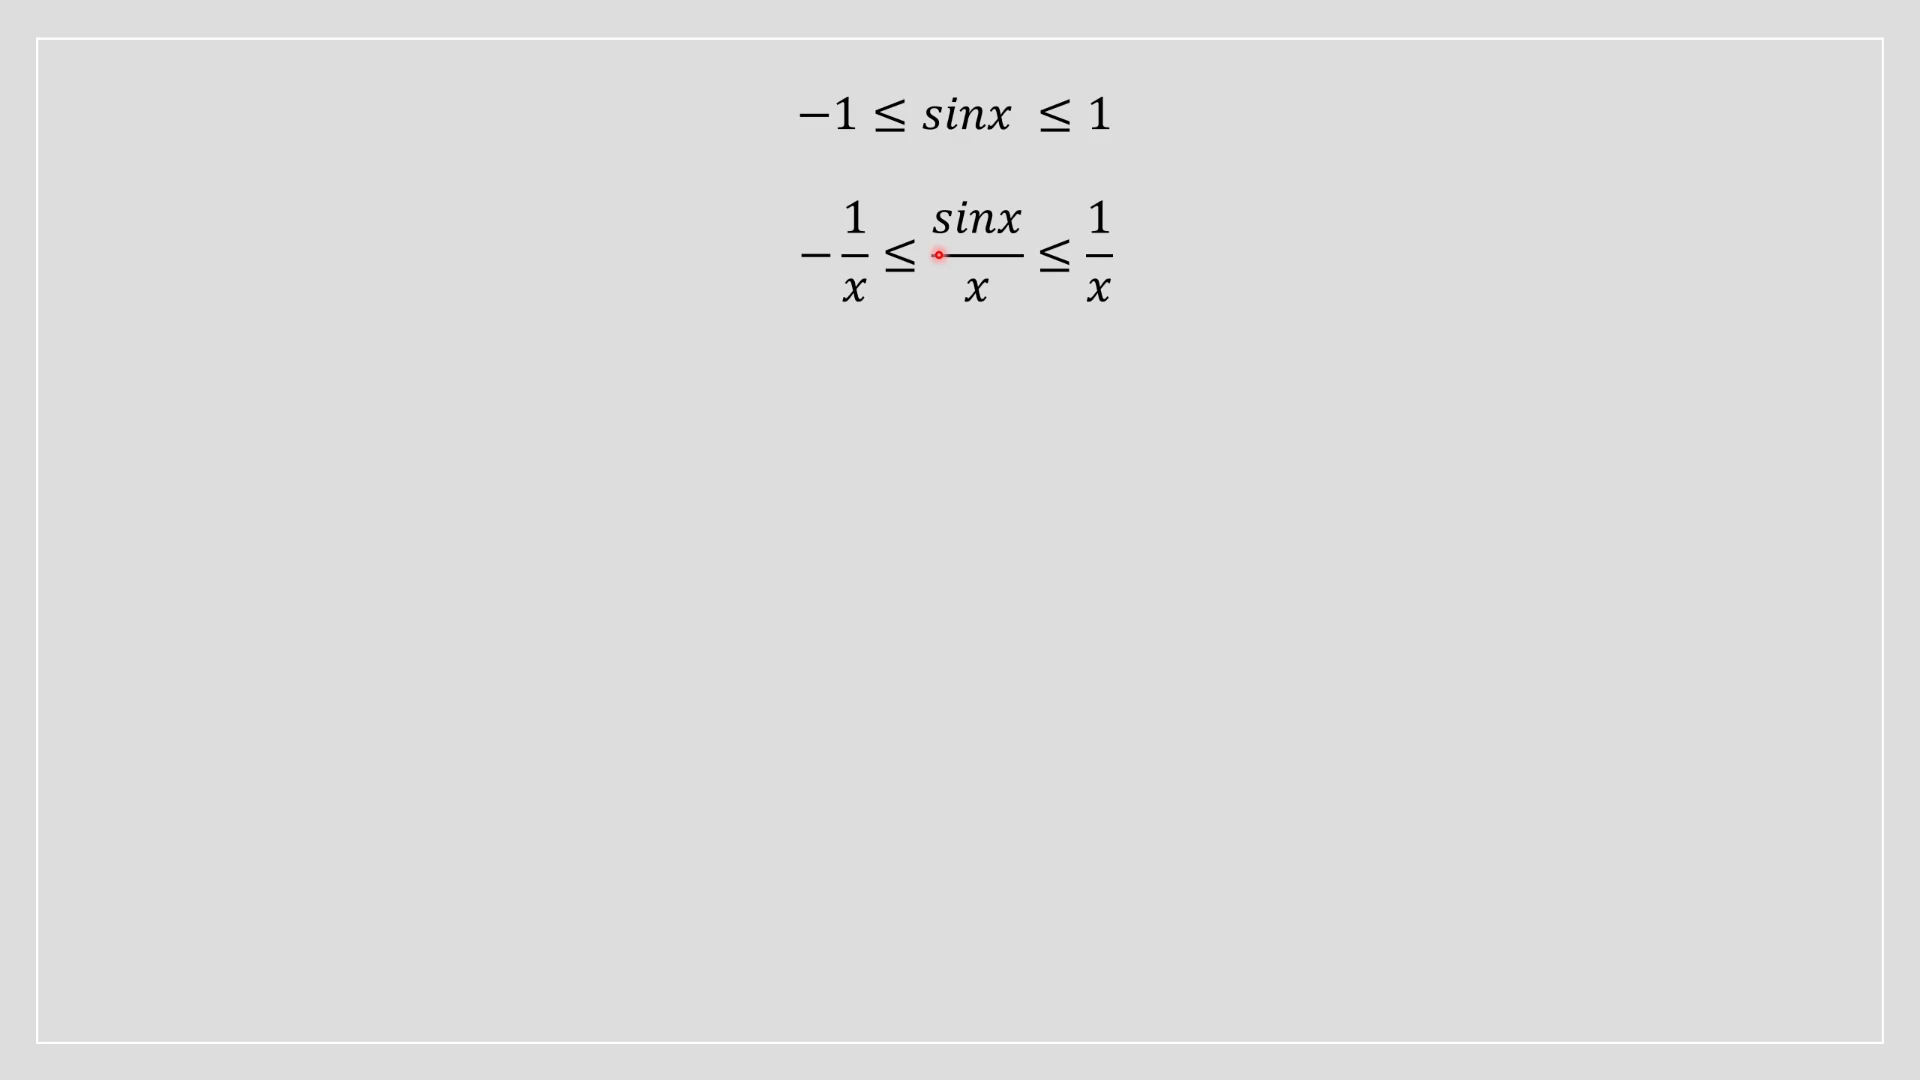 −1 ≤ sinx ≤ 1
−1/x ≤ sinx/x ≤ 1/x